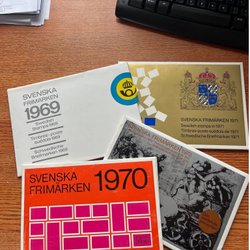 SVENSKA
FRIMÄRKEN
1969
Swedish
Stamps 1969
Timbres-poste
suédois 1969
Schwedische
Briefmarken 1969
SVENSKA FRIMÄRKEN 1971
Swedish stamps in 1971
Timbres-poste suédois de 1971
Schwedische Briefmarken 1971
SVENSKA
FRIMÄRKEN
1970